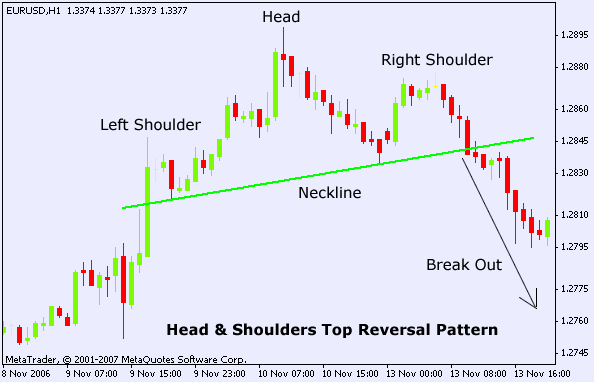 EURUSD,H1 1.3374 1.3377 1.3373 1.3377
Head
Right Shoulder
Left Shoulder
Neckline
Break Out
Head & Shoulders Top Reversal Pattern
1.2895
1.2880
1.2860
1.2845
1.2830
1.2810
1.2795
1.2775
1.2760
1.2745
MetaTrader, © 2001-2007 MetaQuotes Software Corp.
8 Nov 2006 9 Nov 07:00 9 Nov 15:00 9 Nov 23:00 10 Nov 07:00 10 Nov 15:00 13 Nov 00:00 13 Nov 08:00 13 Nov 16:00